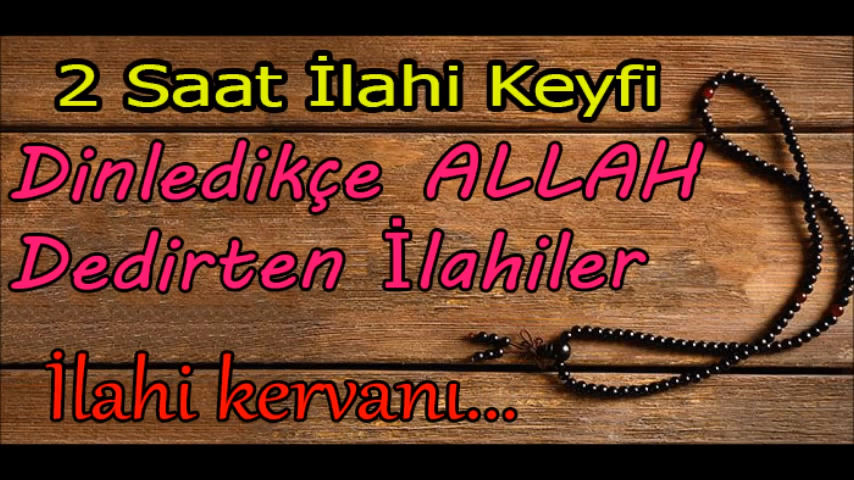 2 Saat İlahi Keyfi
Dinledikçe ALLAH
Dedirten İlahiler
İlahi kervanı...